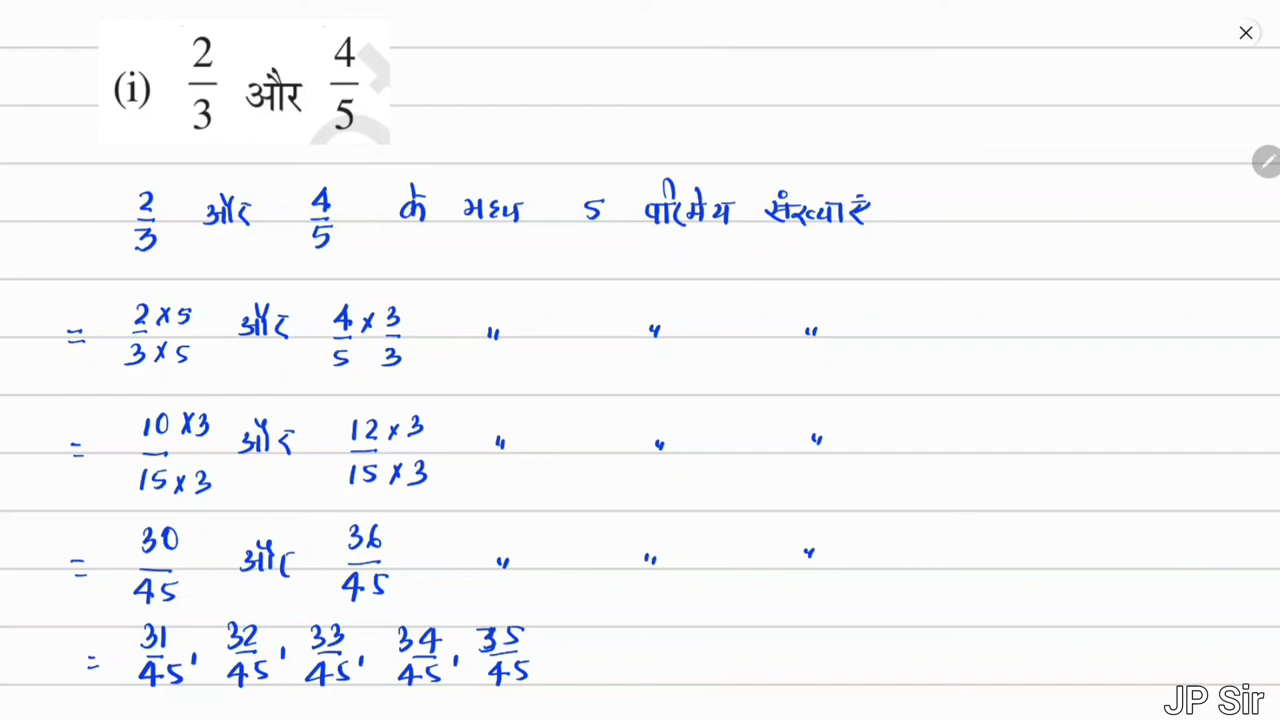 (i) 2/3 और 4/5
2/3 और 4/5 के मध्य 5 परिमेय संख्याएँ
= 2×5/3×5 और 4/5 × 3/3 " " "
= 10×3/15×3 और 12×3/15×3 " " "
= 30/45 और 36/45 " " "
= 31/45, 32/45, 33/45, 34/45, 35/45
JP Sir